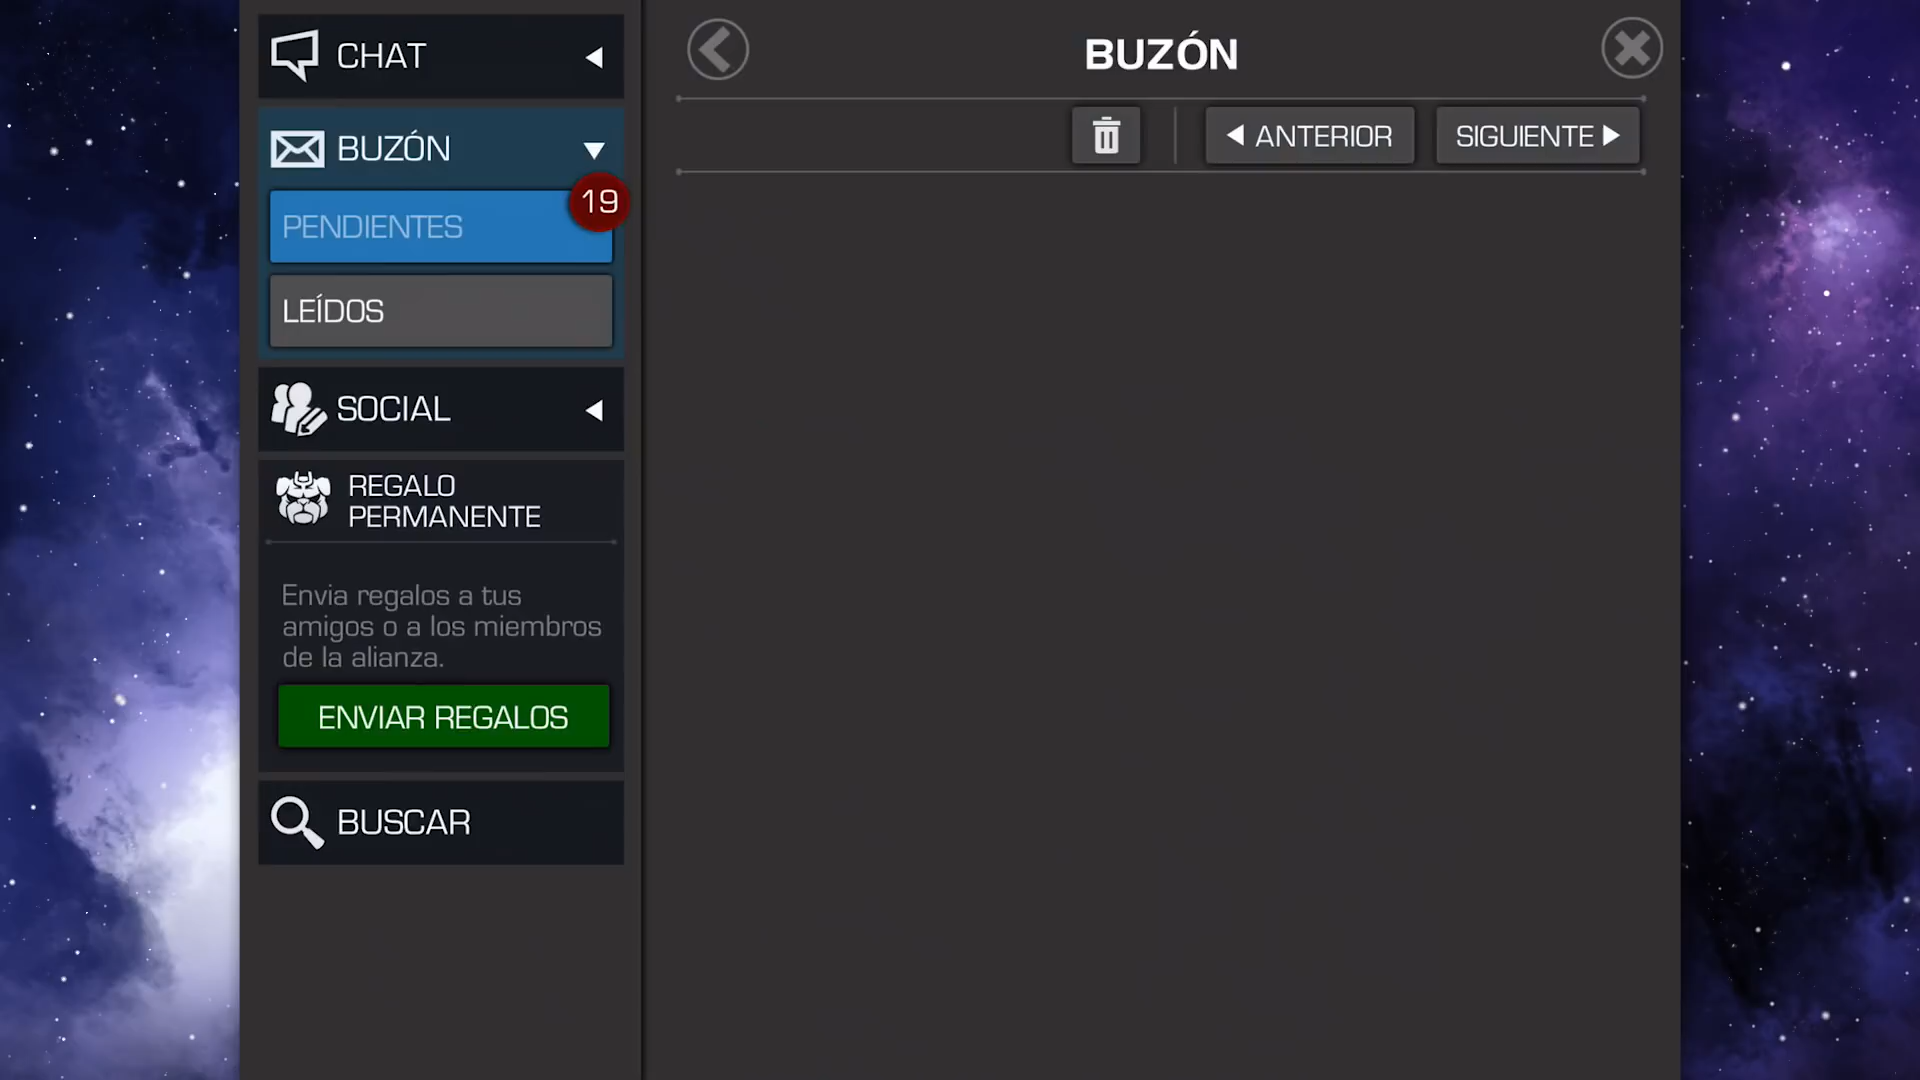 CHAT
BUZÓN
19
PENDIENTES
LEÍDOS
SOCIAL
REGALO
PERMANENTE
Envia regalos a tus
amigos o a los miembros
de la alianza.
ENVIAR REGALOS
BUSCAR
BUZÓN
ANTERIOR
SIGUIENTE